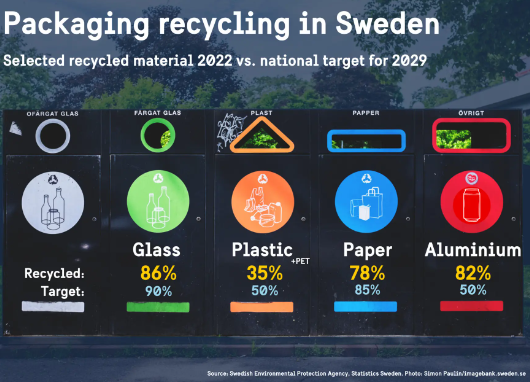 Packaging recycling in Sweden
Selected recycled material 2022 vs. national target for 2029
OFÄRGAT GLAS
FÄRGAT GLAS
PLAST
PAPPER
ÖVRIGT
Glass Plastic +PET Paper Aluminium
Recycled: 86% 35% 78% 82%
Target: 90% 50% 85% 50%
Source: Swedish Environmental Protection Agency, Statistics Sweden. Photo: Simon Paulin/imagebank.sweden.se